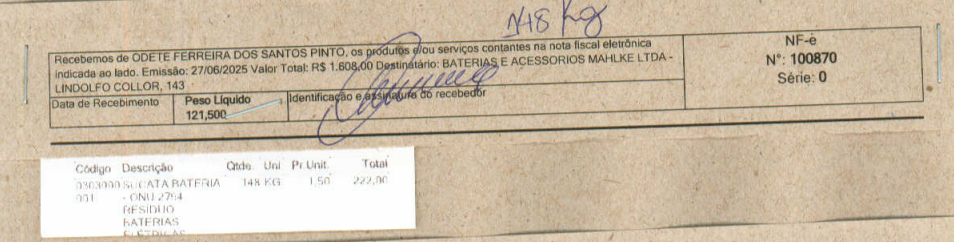 148 Kg
Recebemos de ODETE FERREIRA DOS SANTOS PINTO, os produtos e/ou serviços contantes na nota fiscal eletrônica
indicada ao lado. Emissão: 27/06/2025 Valor Total: R$ 1.608,00 Destinatário: BATERIAS E ACESSORIOS MAHLKE LTDA -
LINDOLFO COLLOR, 143
NF-e
N°: 100870
Série: 0
Data de Recebimento
Peso Líquido
121,500
Identificação e assinatura do recebedor
Código Descrição Qtde. Uni Pr.Unit. Total
0303000 SUCATA BATERIA 148 KG 1,50 222,00
001 - ONU 2794
RESIDUO
BATERIAS
ELÉTRICAS